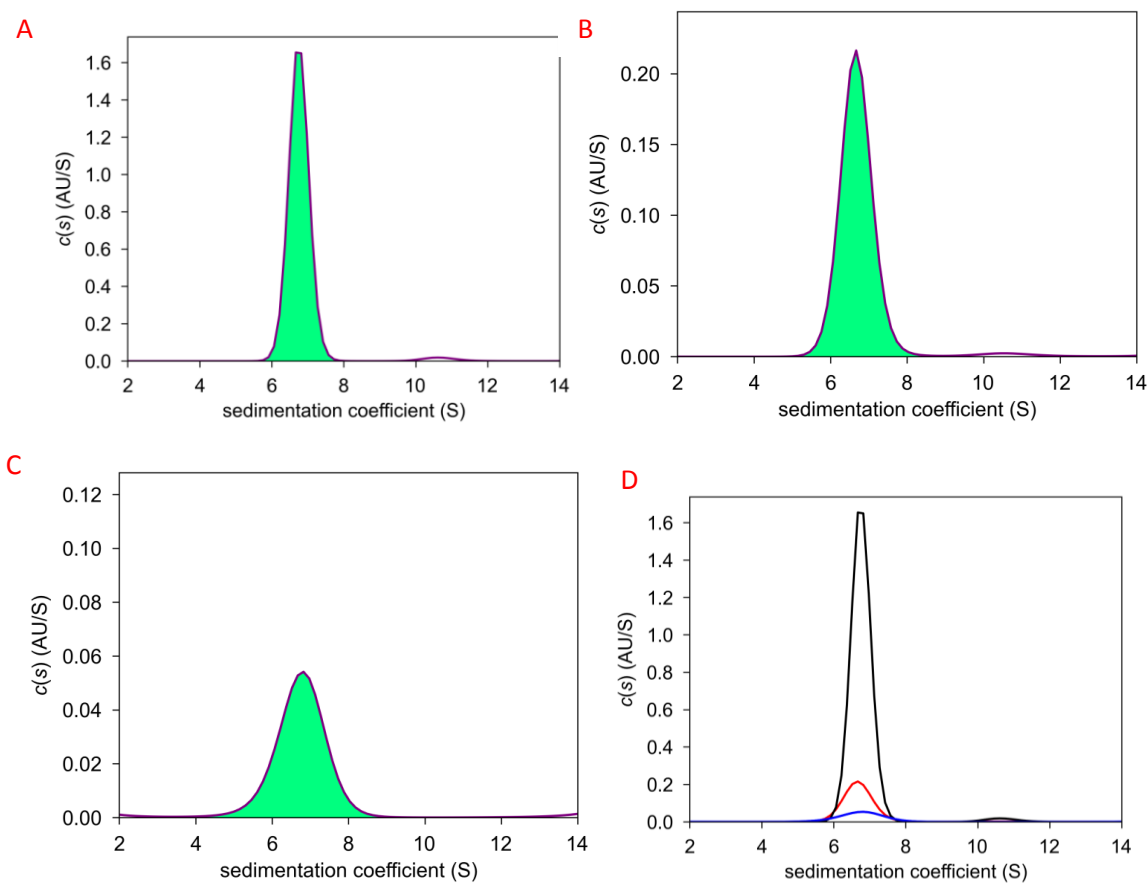 A
c(s) (AU/S)
1.6
1.4
1.2
1.0
0.8
0.6
0.4
0.2
0.0
2 4 6 8 10 12 14
sedimentation coefficient (S)
B
c(s) (AU/S)
0.20
0.15
0.10
0.05
0.00
2 4 6 8 10 12 14
sedimentation coefficient (S)
C
c(s) (AU/S)
0.12
0.10
0.08
0.06
0.04
0.02
0.00
2 4 6 8 10 12 14
sedimentation coefficient (S)
D
c(s) (AU/S)
1.6
1.4
1.2
1.0
0.8
0.6
0.4
0.2
0.0
2 4 6 8 10 12 14
sedimentation coefficient (S)